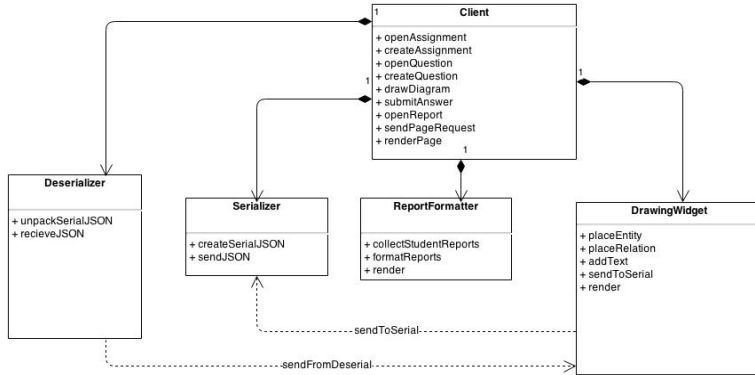 Client
1
+ openAssignment
+ createAssignment
+ openQuestion
+ createQuestion
+ drawDiagram
+ submitAnswer
+ openReport
+ sendPageRequest
+ renderPage
1
1
1
Deserializer
+ unpackSerialJSON
+ recieveJSON
Serializer
+ createSerialJSON
+ sendJSON
ReportFormatter
+ collectStudentReports
+ formatReports
+ render
DrawingWidget
+ placeEntity
+ placeRelation
+ addText
+ sendToSerial
+ render
sendToSerial
sendFromDeserial